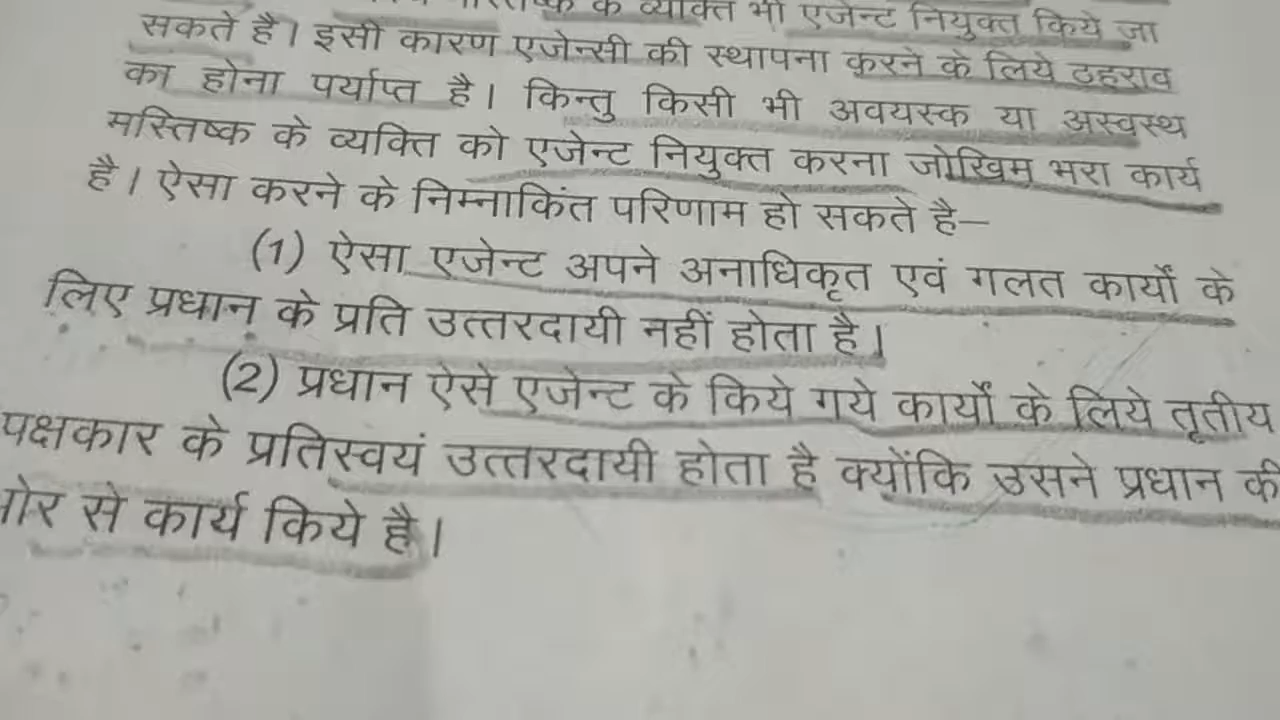 के व्यक्ति भी एजेन्ट नियुक्त किये जा
सकते है। इसी कारण एजेन्सी की स्थापना करने के लिये ठहराव
का होना पर्याप्त है। किन्तु किसी भी अवयस्क या अस्वस्थ
मस्तिष्क के व्यक्ति को एजेन्ट नियुक्त करना जोखिम भरा कार्य
है। ऐसा करने के निम्नाकिंत परिणाम हो सकते है–
(1) ऐसा एजेन्ट अपने अनाधिकृत एवं गलत कार्यों के
लिए प्रधान के प्रति उत्तरदायी नहीं होता है।
(2) प्रधान ऐसे एजेन्ट के किये गये कार्यों के लिये तृतीय
पक्षकार के प्रतिस्वयं उत्तरदायी होता है क्योंकि उसने प्रधान की
से कार्य किये है।